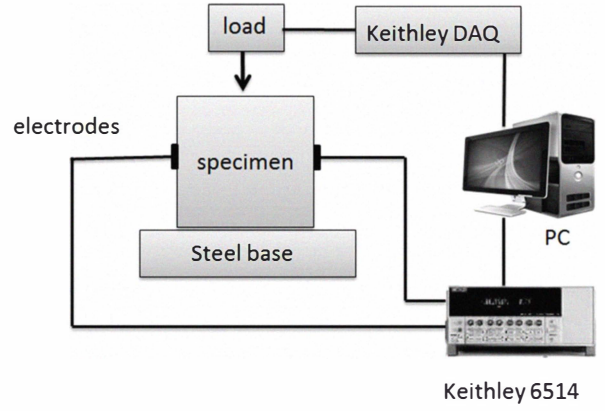 load
Keithley DAQ
electrodes
specimen
Steel base
PC
Keithley 6514